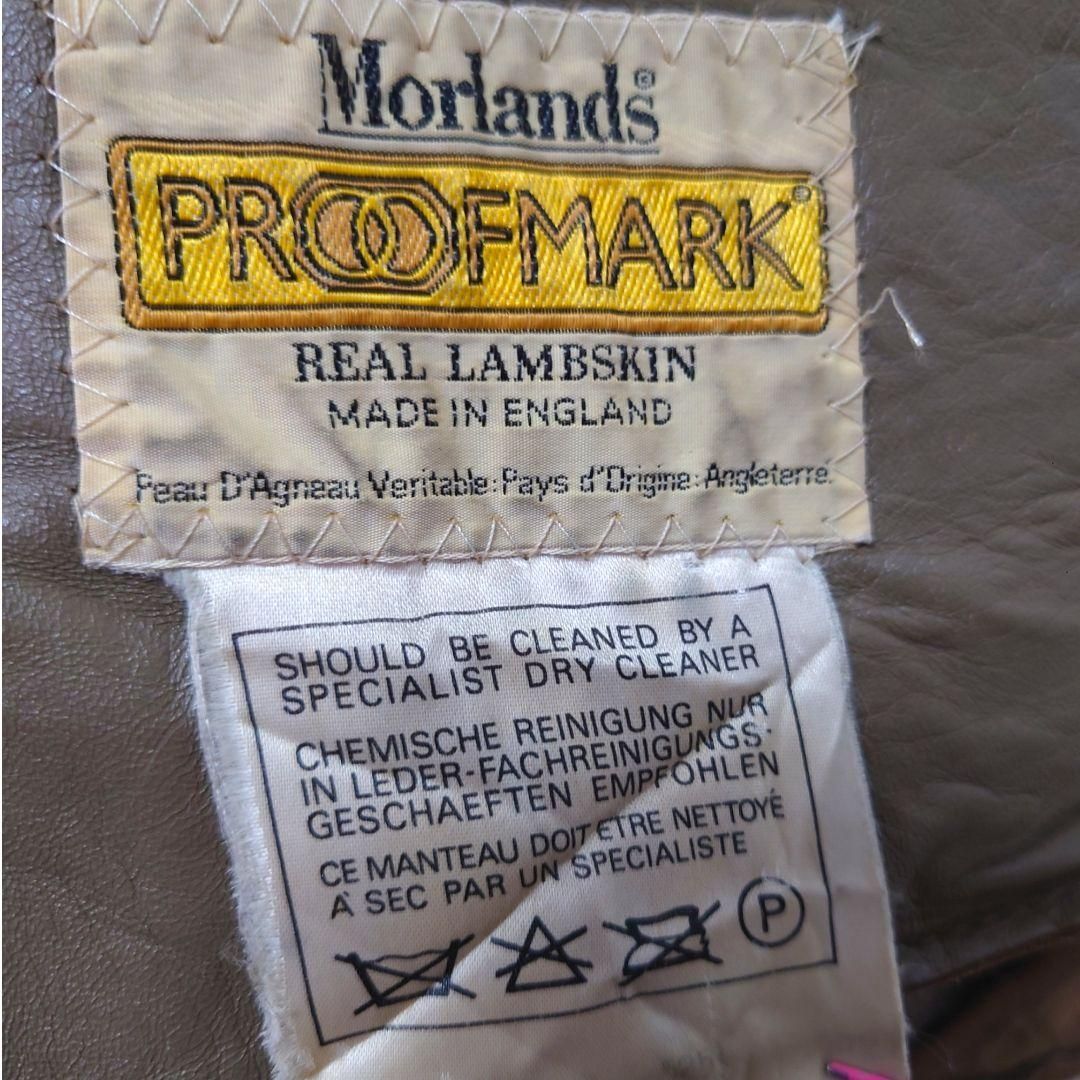 Morlands®
PROOFMARK®
REAL LAMBSKIN
MADE IN ENGLAND
Peau D'Agneau Veritable:Pays d'Origine:Angleterre.
SHOULD BE CLEANED BY A
SPECIALIST DRY CLEANER
CHEMISCHE REINIGUNG NUR
IN LEDER-FACHREINIGUNGS-
GESCHAEFTEN EMPFOHLEN
CE MANTEAU DOIT ETRE NETTOYÉ
À SEC PAR UN SPECIALISTE
P